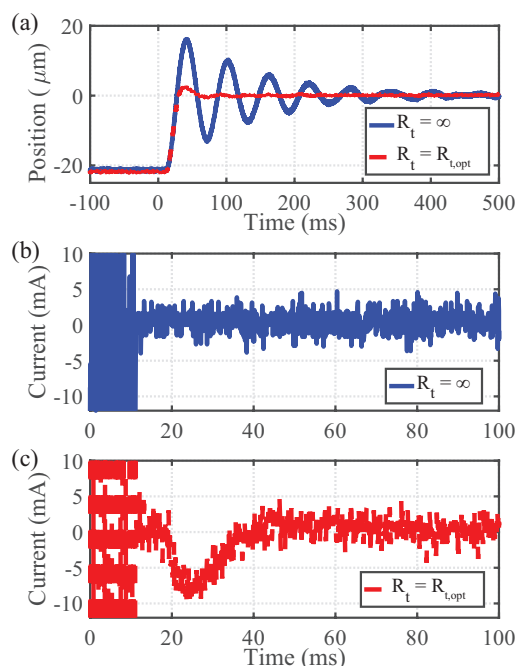 (a)
20
0
-20
Position ( μm)
R_t = ∞
R_t = R_t,opt
-100 0 100 200 300 400 500
Time (ms)
(b)
10
5
0
-5
-10
Current (mA)
R_t = ∞
0 20 40 60 80 100
(c)
10
5
0
-5
-10
Current (mA)
R_t = R_t,opt
0 20 40 60 80 100
Time (ms)